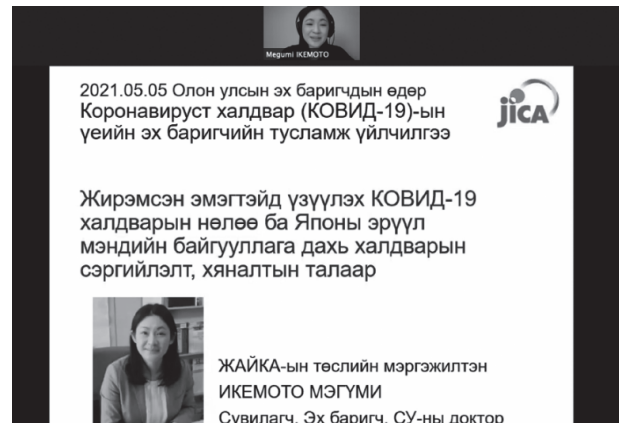 Megumi IKEMOTO
2021.05.05 Олон улсын эх баригчдын өдөр
Коронавируст халдвар (КОВИД-19)-ын
үеийн эх баригчийн тусламж үйлчилгээ
jica
Жирэмсэн эмэгтэйд үзүүлэх КОВИД-19
халдварын нөлөө ба Японы эрүүл
мэндийн байгууллага дахь халдварын
сэргийлэлт, хяналтын талаар
ЖАЙКА-ын төслийн мэргэжилтэн
ИКЕМОТО МЭГҮМИ
Сувилагч, Эх баригч, СУ-ны доктор